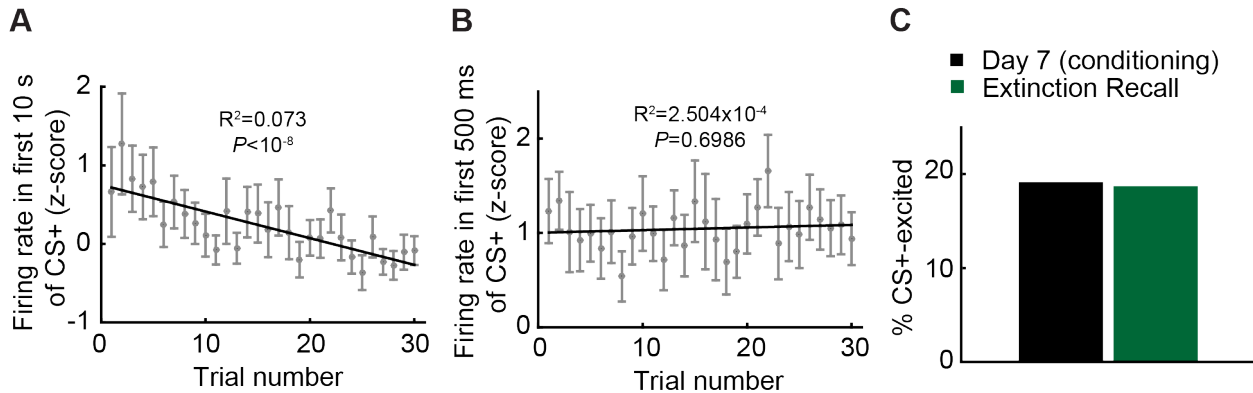 A
Firing rate in first 10 s
of CS+ (z-score)
2
1
0
-1
R²=0.073
P<10⁻⁸
0
10
20
30
Trial number
B
Firing rate in first 500 ms
of CS+ (z-score)
2
1
0
R²=2.504x10⁻⁴
P=0.6986
0
10
20
30
Trial number
C
Day 7 (conditioning)
Extinction Recall
% CS+-excited
20
10
0